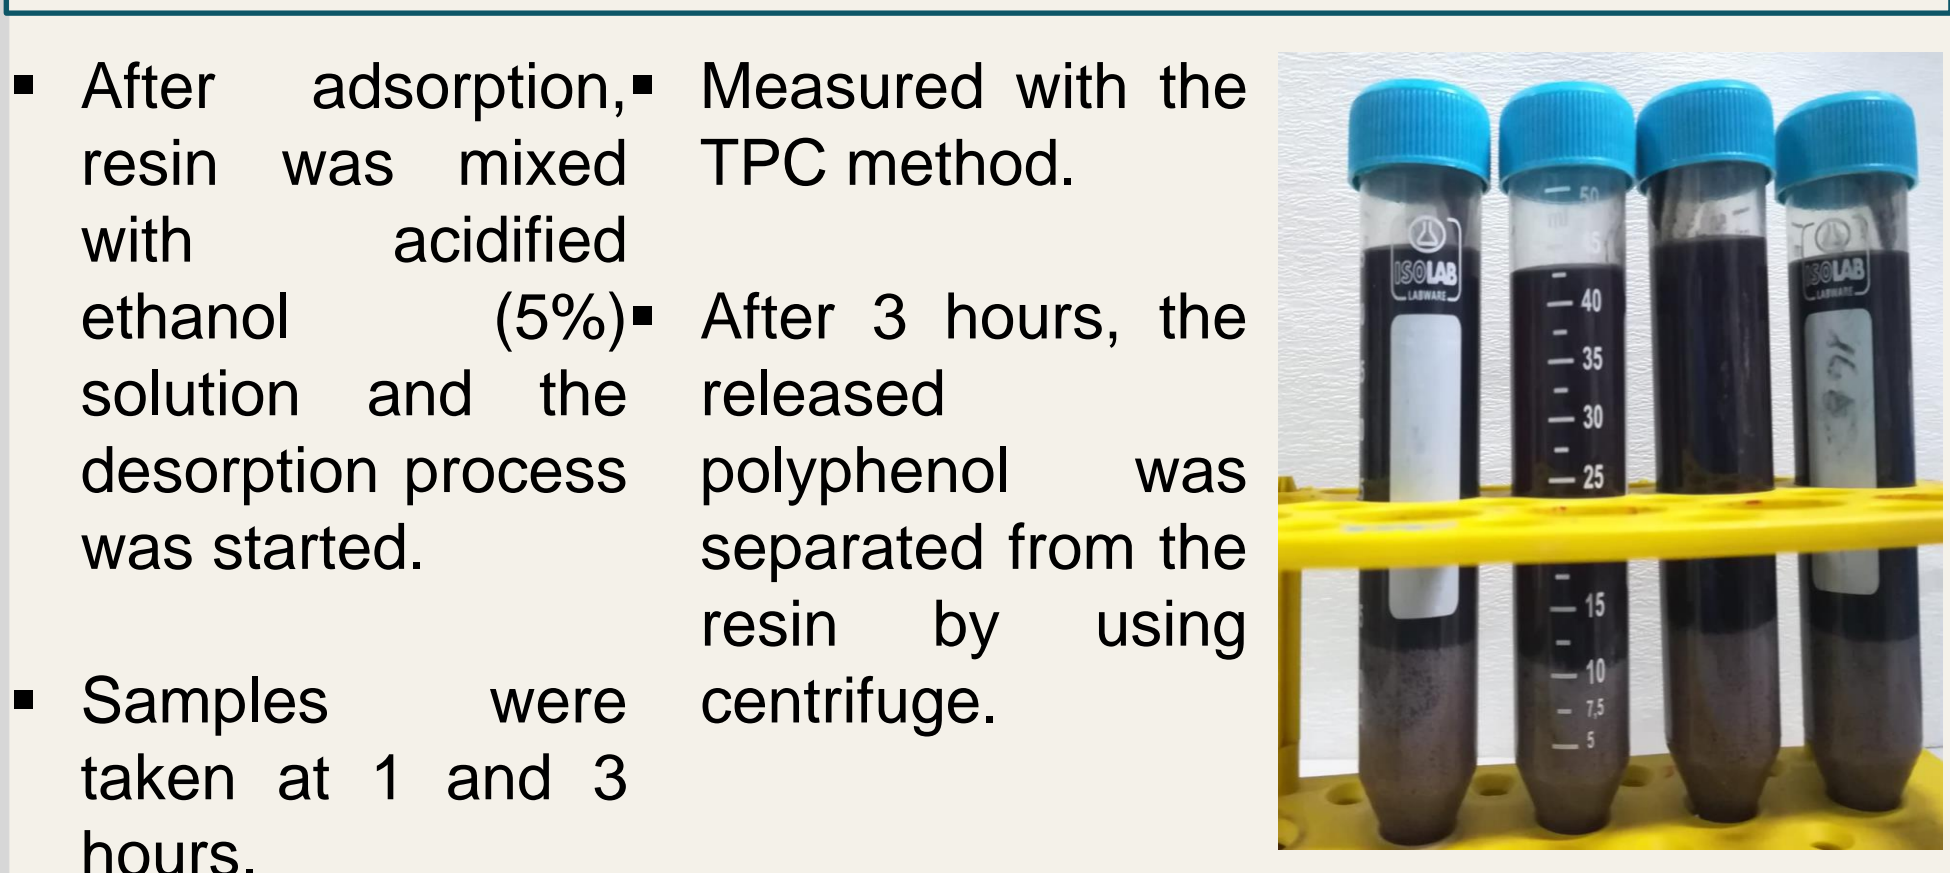 ▪ After adsorption,
resin was mixed
with acidified
ethanol (5%)
solution and the
desorption process
was started.
▪ Samples were
taken at 1 and 3
hours.
▪ Measured with the
TPC method.
▪ After 3 hours, the
released
polyphenol was
separated from the
resin by using
centrifuge.
ISOLAB
LABWARE
50
ml
40
35
30
25
15
10
7,5
5
ISOLAB
LABWARE